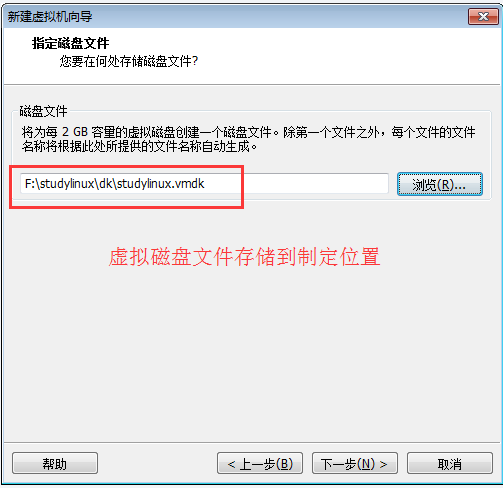 新建虚拟机向导
指定磁盘文件
您要在何处存储磁盘文件?
磁盘文件
将为每 2 GB 容量的虚拟磁盘创建一个磁盘文件。除第一个文件之外，每个文件的文件
名称将根据此处所提供的文件名称自动生成。
F:\studylinux\dk\studylinux.vmdk
浏览(R)...
虚拟磁盘文件存储到制定位置
帮助
< 上一步(B)
下一步(N) >
取消